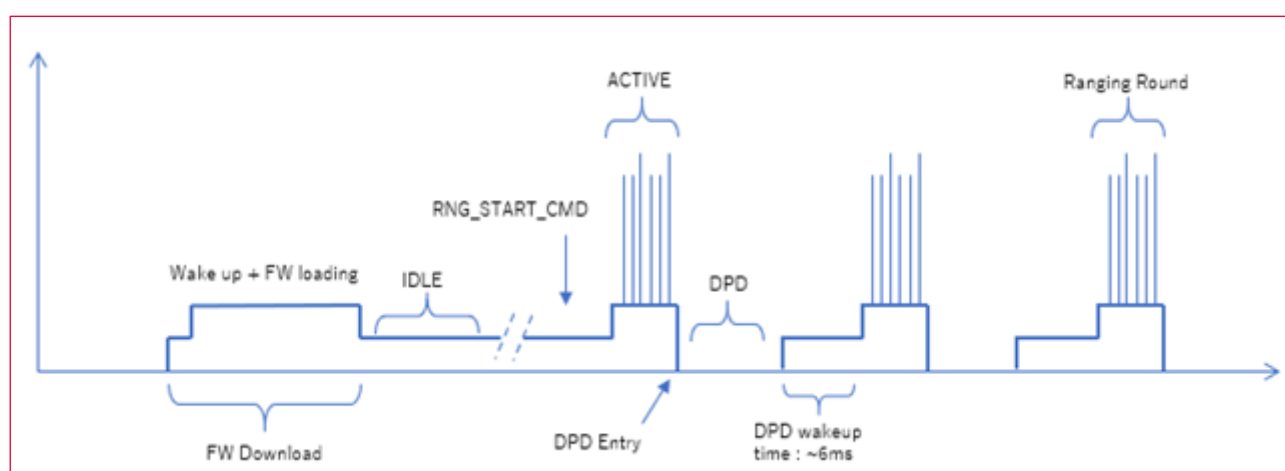 ACTIVE
Ranging Round
RNG_START_CMD
Wake up + FW loading
IDLE
DPD
FW Download
DPD Entry
DPD wakeup
time : ~6ms